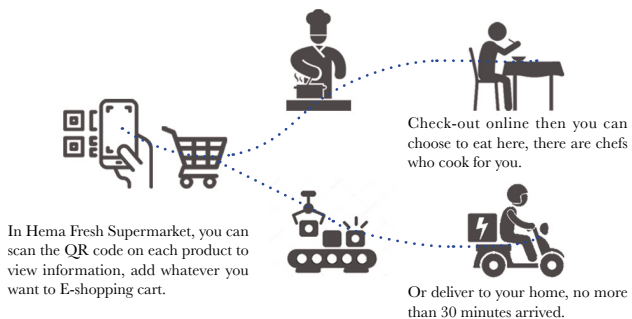 Check-out online then you can
choose to eat here, there are chefs
who cook for you.
In Hema Fresh Supermarket, you can
scan the QR code on each product to
view information, add whatever you
want to E-shopping cart.
Or deliver to your home, no more
than 30 minutes arrived.